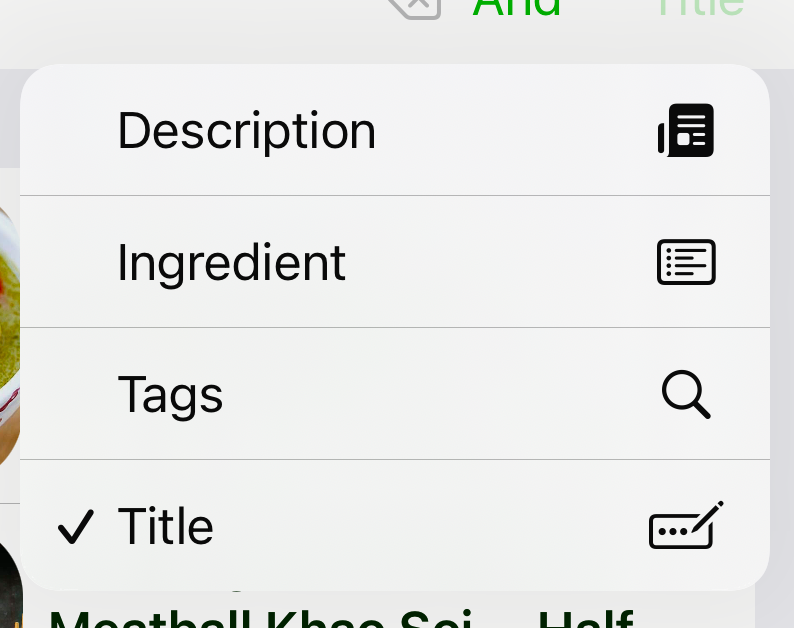 And Title
Description
Ingredient
Tags
Title
Meatball Khao Soi Half